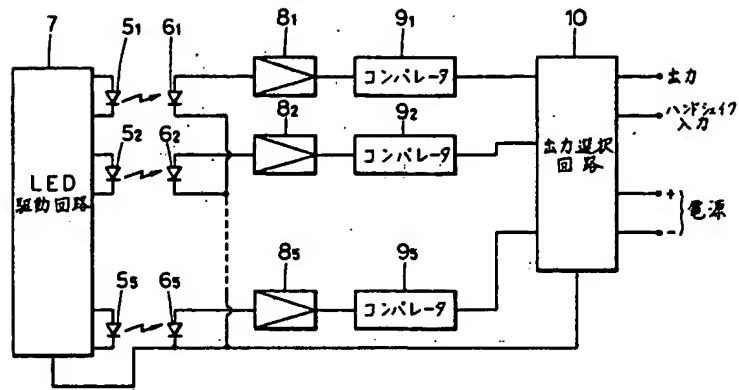 7
5₁
6₁
8₁
9₁
10
コンパレータ
出力
ハンドシェイク
入力
5₂
6₂
8₂
9₂
コンパレータ
出力選択
回路
LED
駆動回路
+
-
電源
5₅
6₅
8₅
9₅
コンパレータ